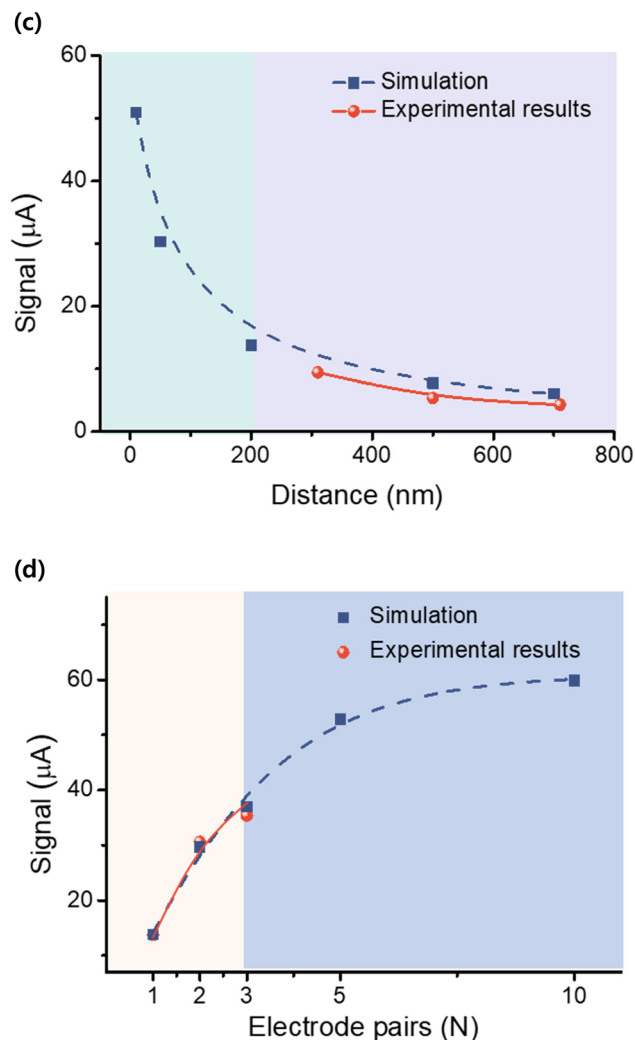 (c)
60
40
20
0
Signal (μA)
Simulation
Experimental results
0 200 400 600 800
Distance (nm)
(d)
60
40
20
Signal (μA)
Simulation
Experimental results
1 2 3 5 10
Electrode pairs (N)